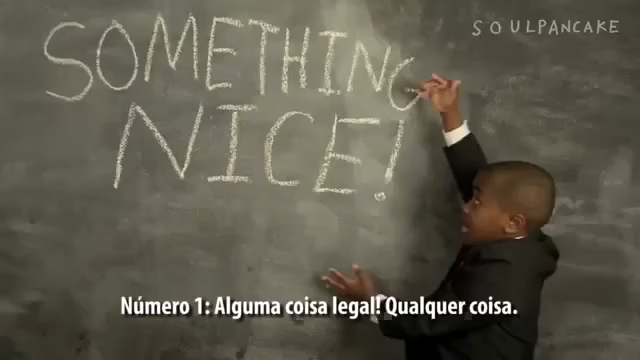 SOULPANCAKE
SOMETHING
NICE!
Número 1: Alguma coisa legal! Qualquer coisa.